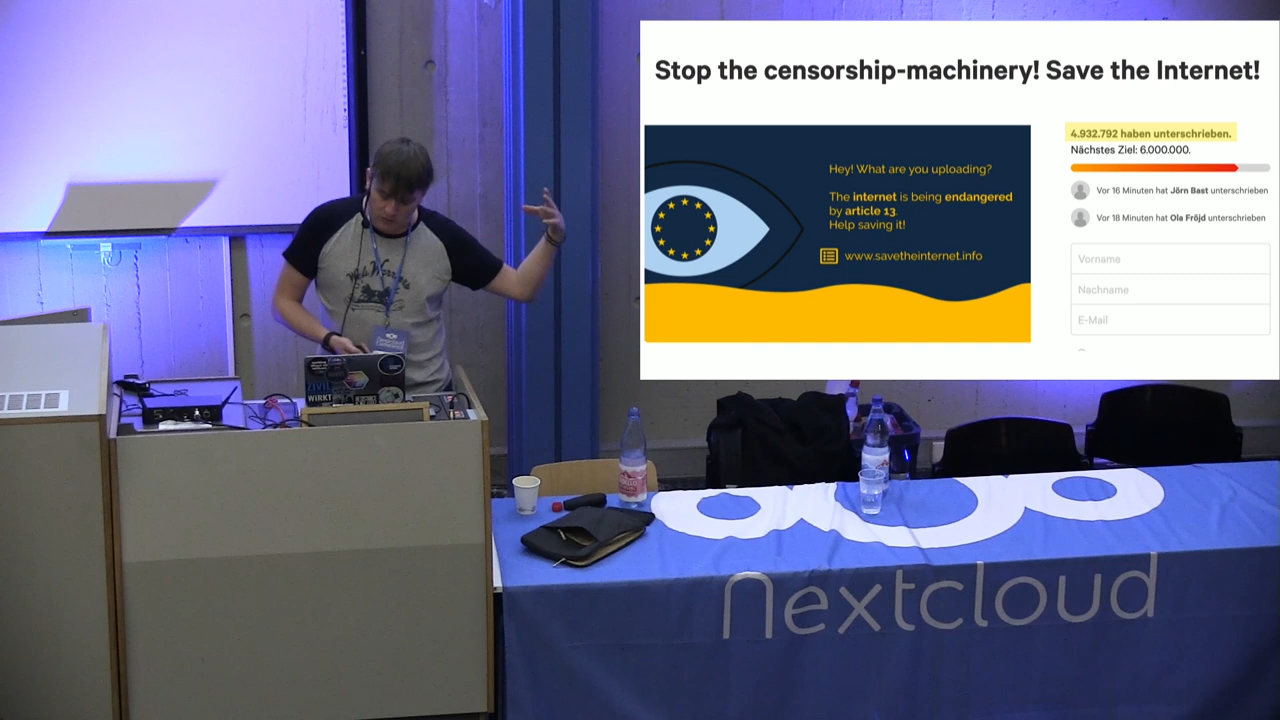 Stop the censorship-machinery! Save the Internet!
Hey! What are you uploading?
The internet is being endangered
by article 13.
Help saving it!
www.savetheinternet.info
4.932.792 haben unterschrieben.
Nächstes Ziel: 6.000.000.
Vor 16 Minuten hat Jörn Bast unterschrieben
Vor 18 Minuten hat Ola Fröjd unterschrieben
Vorname
Nachname
E-Mail
ZIVIL
WIRKT
nextcloud